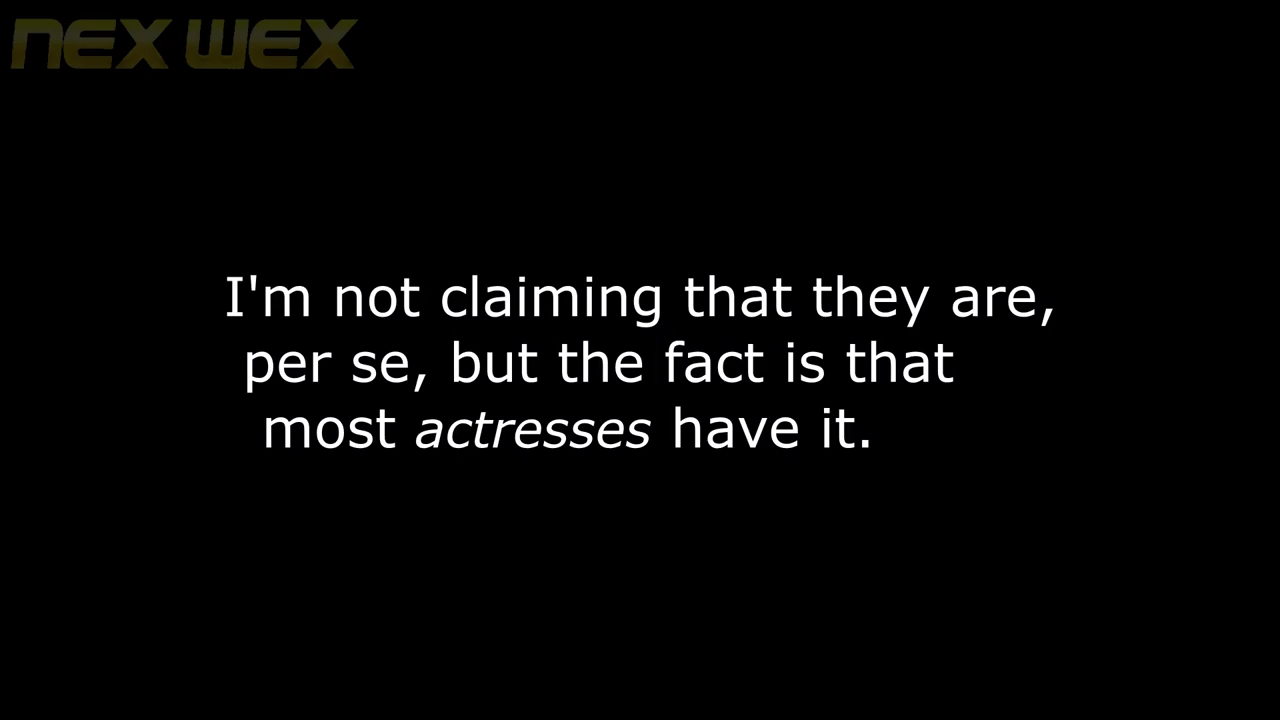 NEX WEX
I'm not claiming that they are,
per se, but the fact is that
most actresses have it.